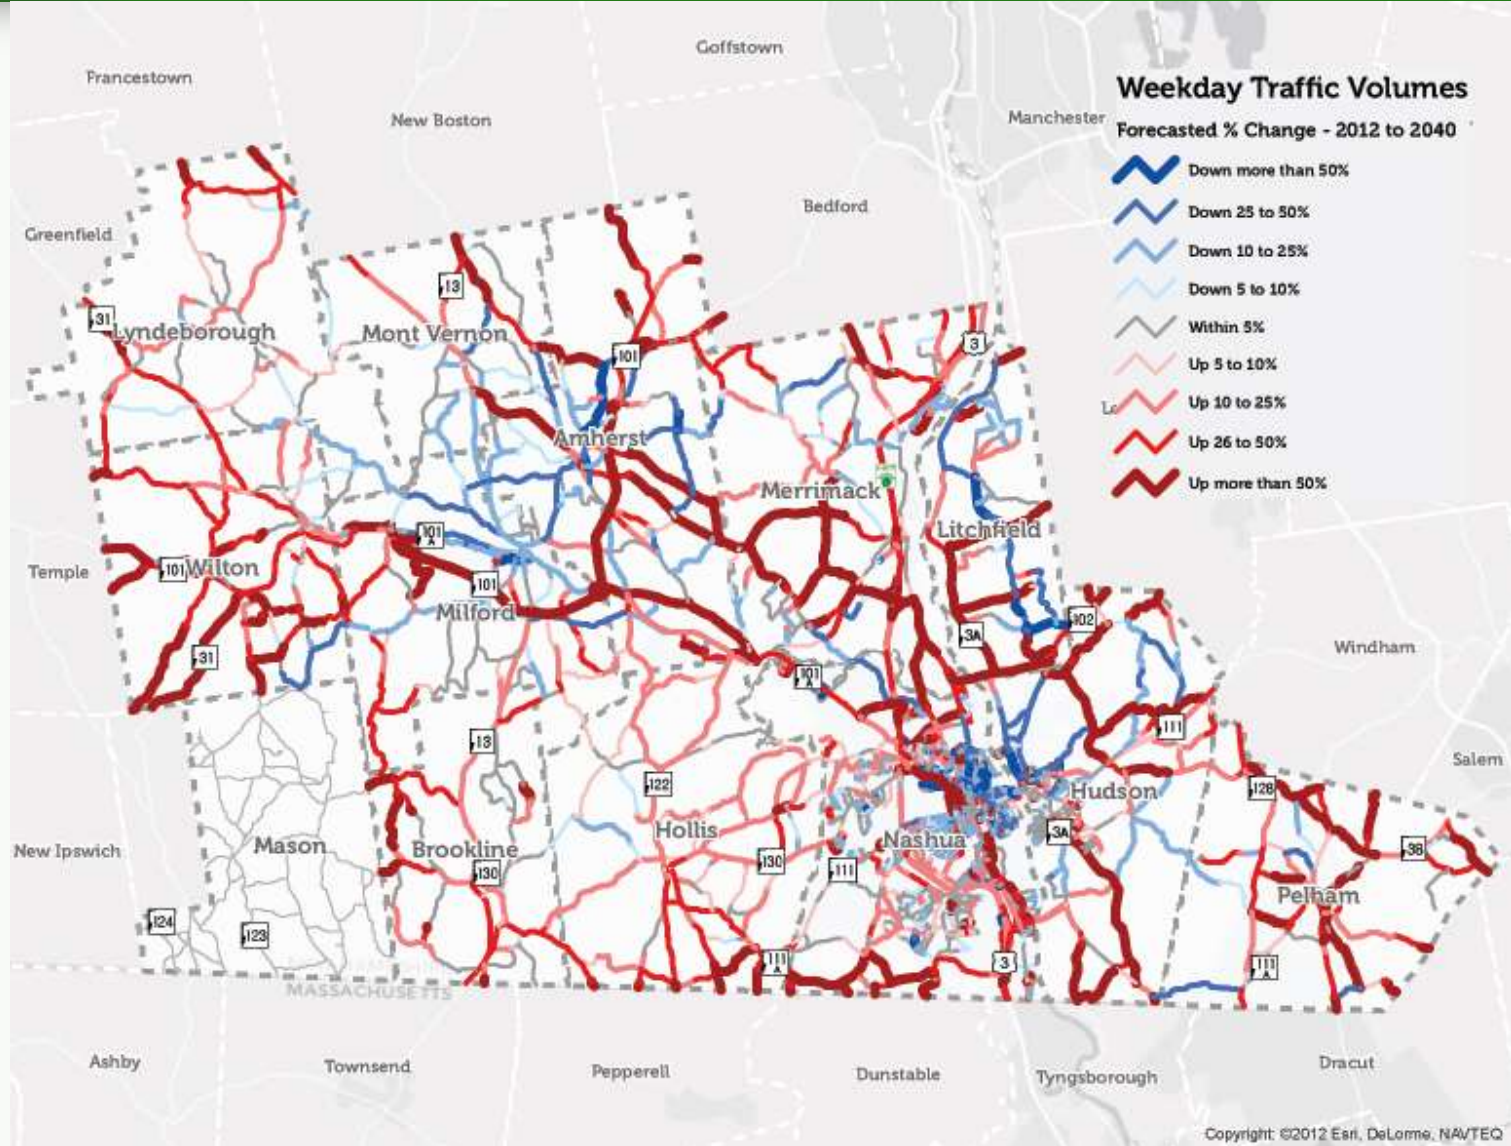 Goffstown
Francestown
New Boston
Manchester
Weekday Traffic Volumes
Forecasted % Change - 2012 to 2040
Down more than 50%
Down 25 to 50%
Down 10 to 25%
Down 5 to 10%
Within 5%
Up 5 to 10%
Up 10 to 25%
Up 26 to 50%
Up more than 50%
Bedford
Greenfield
13
31
Lyndeborough
Mont Vernon
101
3
Amherst
Merrimack
Litchfield
101
A
Temple
101
Wilton
101
Milford
102
3A
Windham
31
101
A
111
13
Salem
122
128
Hudson
Hollis
Nashua
3A
New Ipswich
Mason
Brookline
130
130
111
38
Pelham
124
123
111
A
3
111
A
MASSACHUSETTS
Ashby
Townsend
Pepperell
Dunstable
Tyngsborough
Dracut
Copyright: ©2012 Esri, DeLorme, NAVTEQ